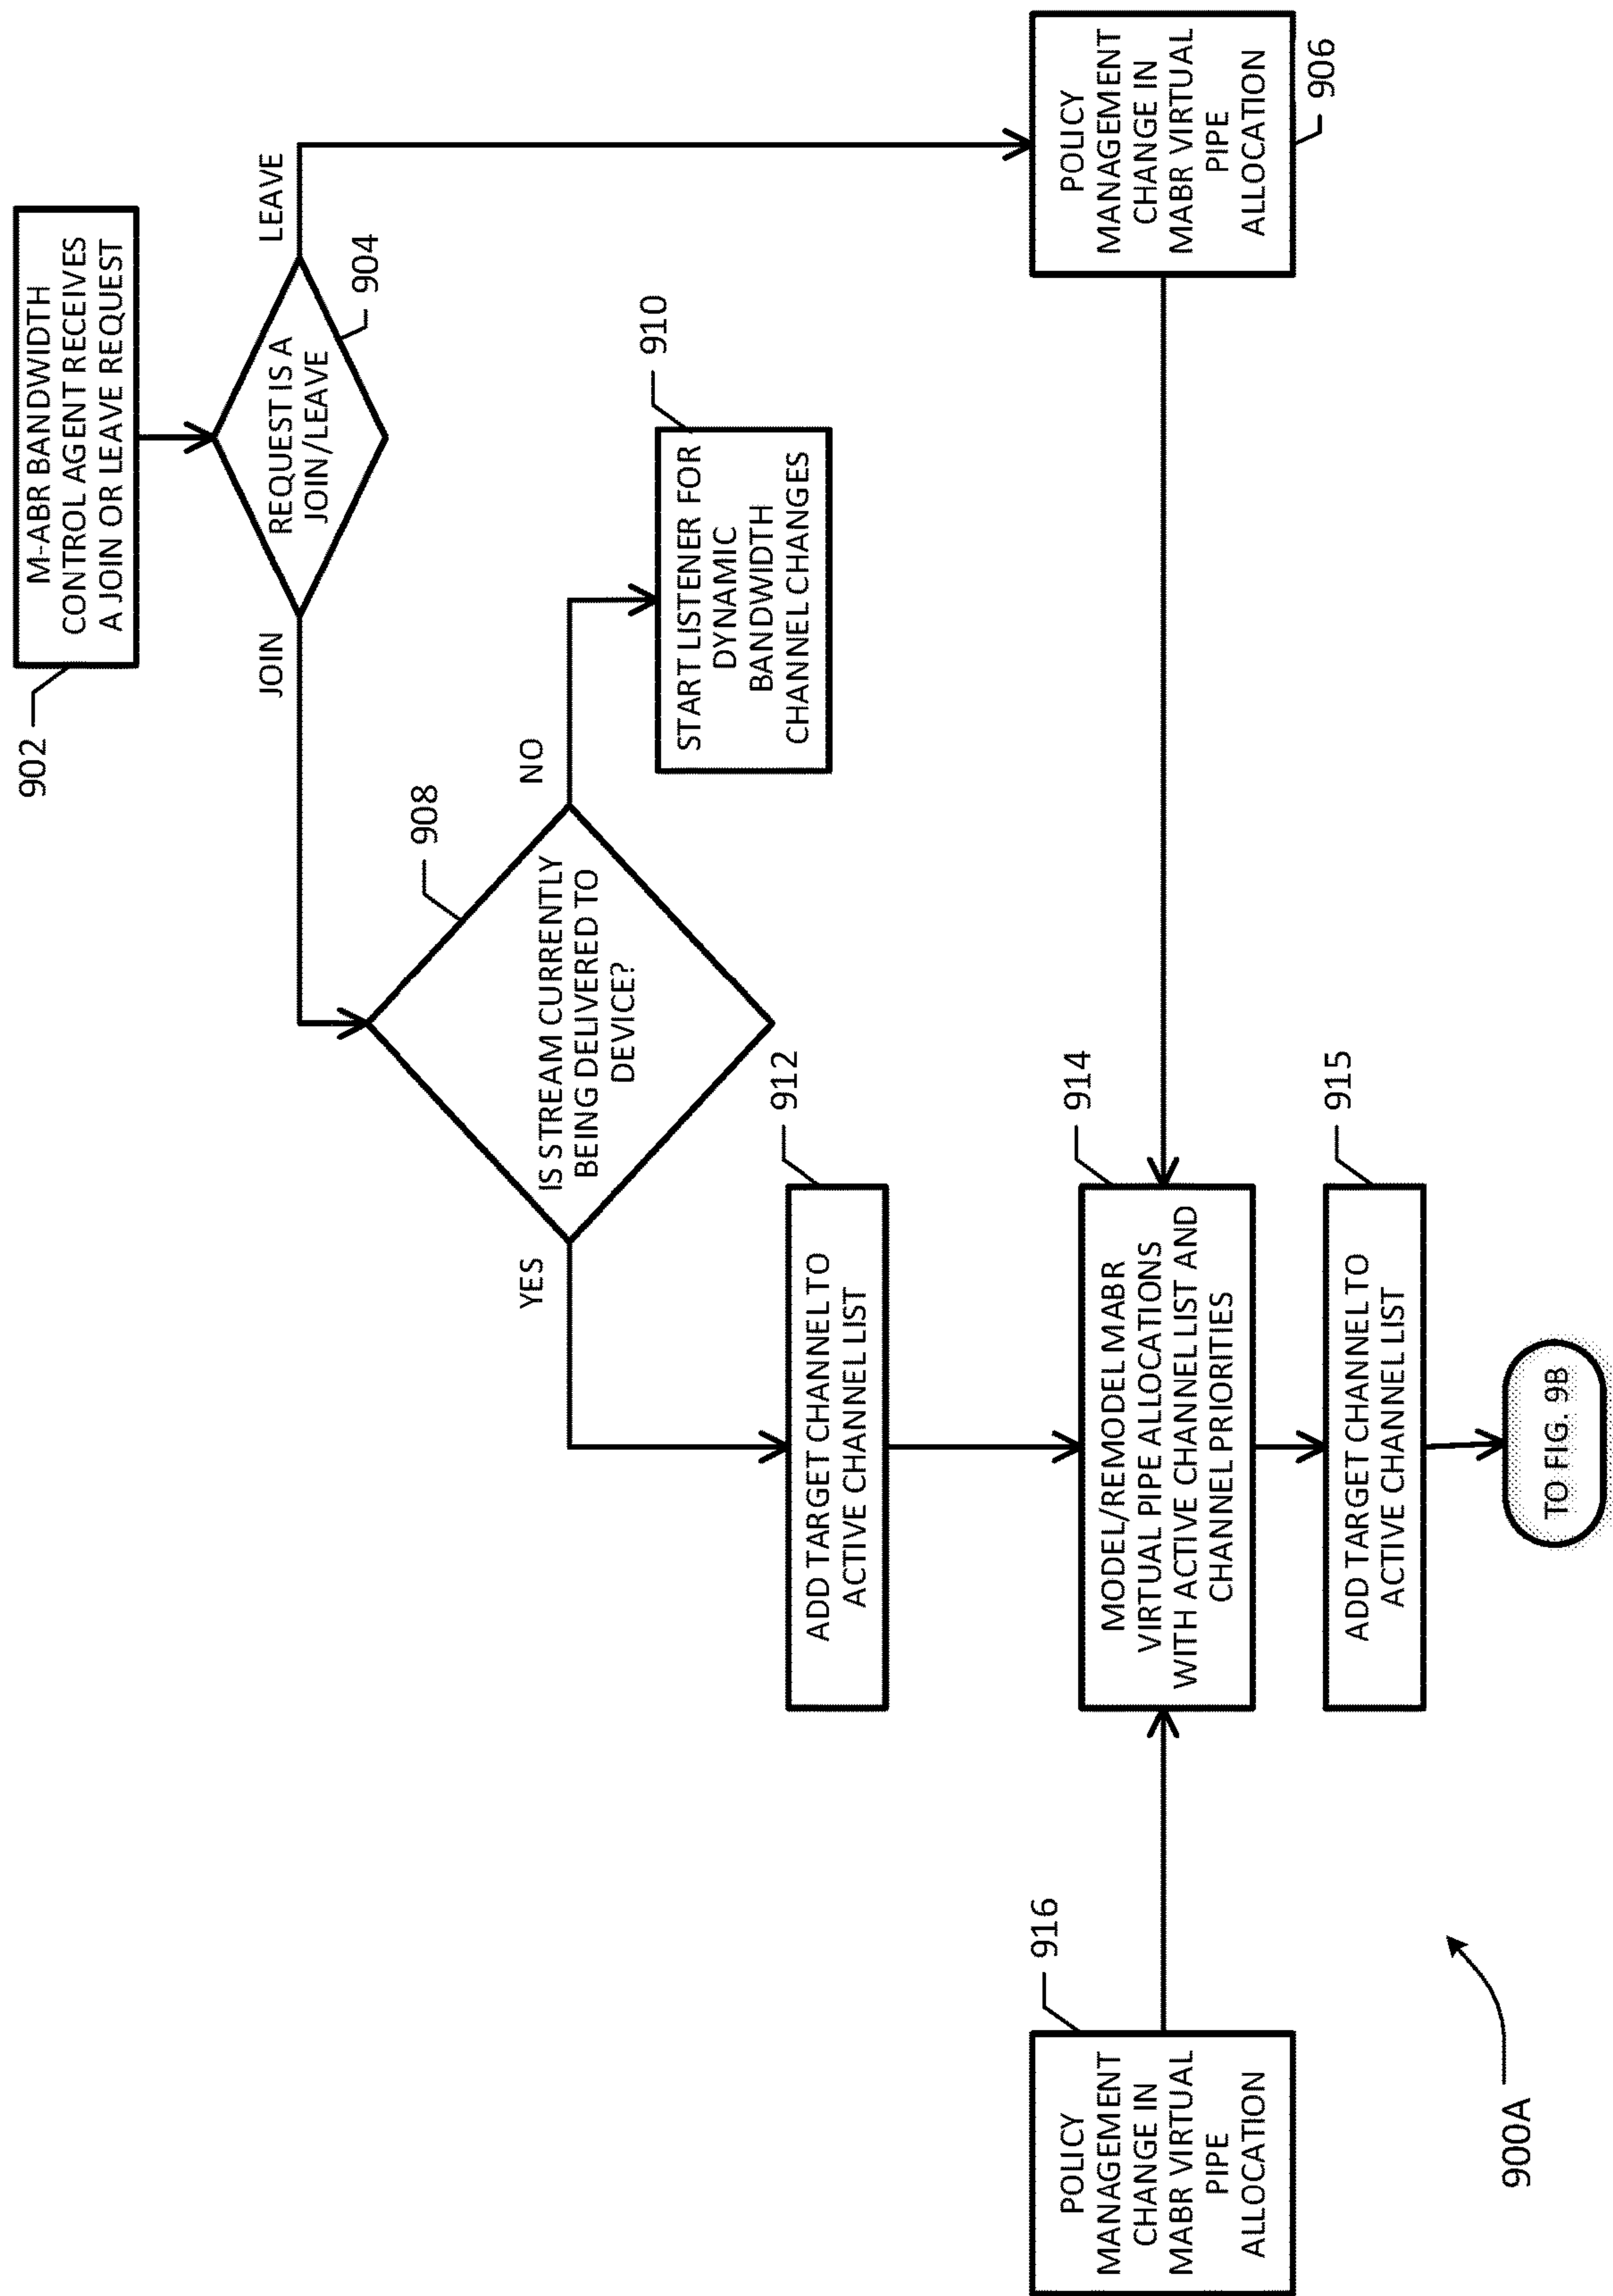 902
M-ABR BANDWIDTH
CONTROL AGENT RECEIVES
A JOIN OR LEAVE REQUEST
JOIN
REQUEST IS A
JOIN/LEAVE
LEAVE
904
908
IS STREAM CURRENTLY
BEING DELIVERED TO
DEVICE?
YES
NO
910
START LISTENER FOR
DYNAMIC
BANDWIDTH
CHANNEL CHANGES
912
ADD TARGET CHANNEL TO
ACTIVE CHANNEL LIST
916
POLICY
MANAGEMENT
CHANGE IN
MABR VIRTUAL
PIPE
ALLOCATION
914
MODEL/REMODEL MABR
VIRTUAL PIPE ALLOCATIONS
WITH ACTIVE CHANNEL LIST AND
CHANNEL PRIORITIES
POLICY
MANAGEMENT
CHANGE IN
MABR VIRTUAL
PIPE
ALLOCATION
906
915
ADD TARGET CHANNEL TO
ACTIVE CHANNEL LIST
TO FIG. 9B
900A